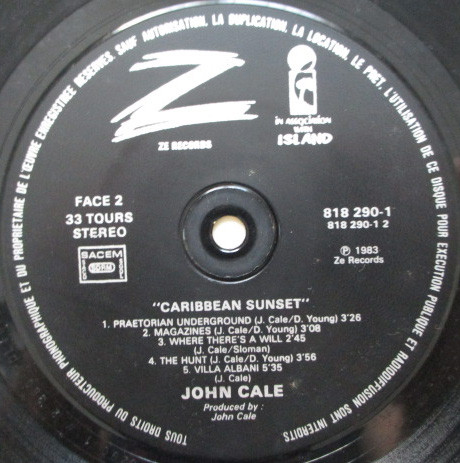 TOUS DROITS DU PRODUCTEUR PHONOGRAPHIQUE ET DU PROPRIETAIRE DE L'ŒUVRE ENREGISTREE RESERVES. SAUF AUTORISATION. LA DUPLICATION. LA LOCATION. LE PRET. L'UTILISATION DE CE DISQUE POUR EXECUTION PUBLIQUE ET RADIODIFFUSION SONT INTERDITS
Z
ZE RECORDS
IN ASSOCIATION
WITH
ISLAND
FACE 2
33 TOURS
STEREO
SACEM
SDRM
818 290-1
818 290-1 2
℗ 1983
Ze Records
"CARIBBEAN SUNSET"
1. PRAETORIAN UNDERGROUND (J. Cale/D. Young) 3'26
2. MAGAZINES (J. Cale/D. Young) 3'08
3. WHERE THERE'S A WILL 2'45
(J. Cale/Sloman)
4. THE HUNT (J. Cale/D. Young) 3'56
5. VILLA ALBANI 5'35
(J. Cale)
JOHN CALE
Produced by :
John Cale